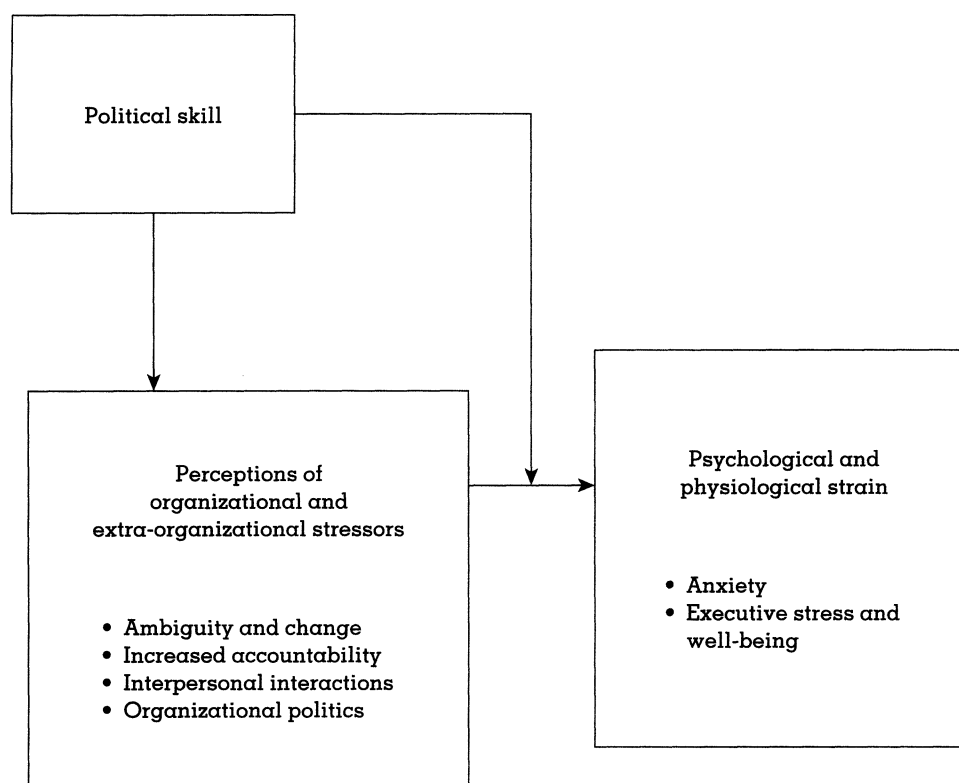 Political skill
Perceptions of
organizational and
extra-organizational stressors
• Ambiguity and change
• Increased accountability
• Interpersonal interactions
• Organizational politics
Psychological and
physiological strain
• Anxiety
• Executive stress and
well-being